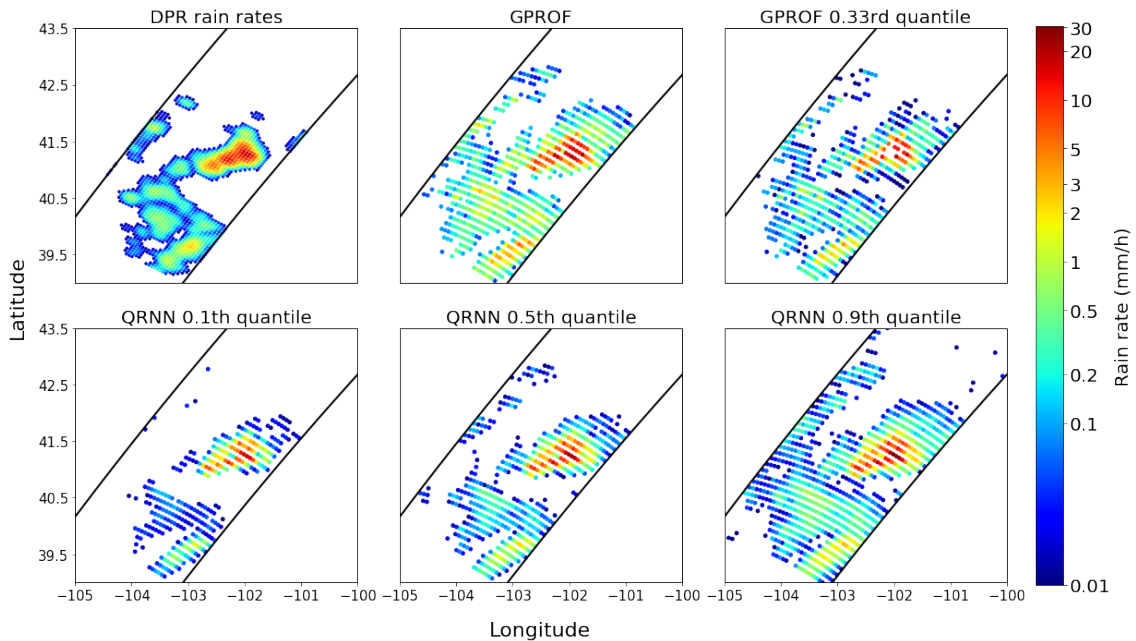 DPR rain rates
GPROF
GPROF 0.33rd quantile
43.5
42.5
41.5
40.5
39.5
QRNN 0.1th quantile
QRNN 0.5th quantile
QRNN 0.9th quantile
43.5
42.5
41.5
40.5
39.5
−105 −104 −103 −102 −101 −100
−105 −104 −103 −102 −101 −100
−105 −104 −103 −102 −101 −100
Latitude
Longitude
30
20
10
5
3
2
1
0.5
0.2
0.1
0.01
Rain rate (mm/h)